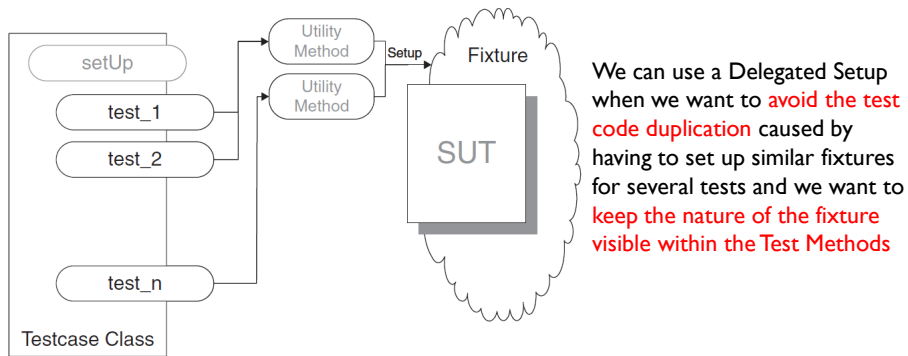 setUp
test_1
test_2
test_n
Testcase Class
Utility
Method
Utility
Method
Setup
Fixture
SUT
We can use a Delegated Setup
when we want to avoid the test
code duplication caused by
having to set up similar fixtures
for several tests and we want to
keep the nature of the fixture
visible within the Test Methods